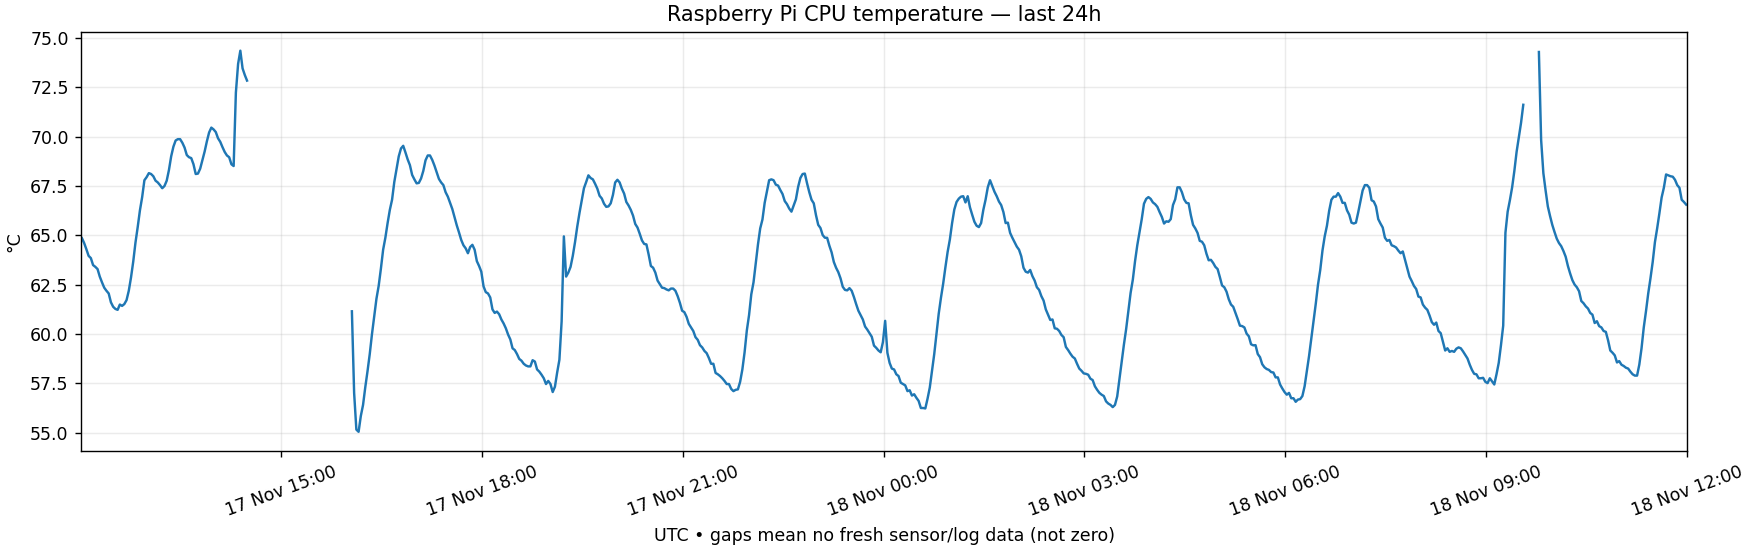 Raspberry Pi CPU temperature — last 24h
75.0
72.5
70.0
67.5
65.0
62.5
60.0
57.5
55.0
°C
17 Nov 15:00
17 Nov 18:00
17 Nov 21:00
18 Nov 00:00
18 Nov 03:00
18 Nov 06:00
18 Nov 09:00
18 Nov 12:00
UTC • gaps mean no fresh sensor/log data (not zero)